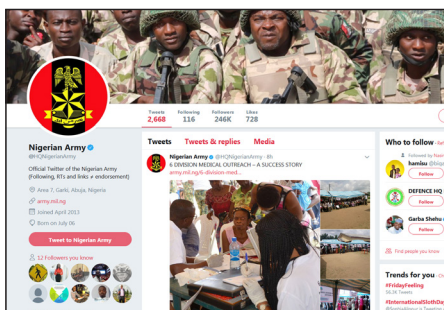 Tweets Following Followers Likes
2,668 116 246K 728
Nigerian Army
@HQNigerianArmy
Official Twitter of the Nigerian Army
(Following, RTs and links ≠ endorsement)
Area 7, Garki, Abuja, Nigeria
army.mil.ng
Joined April 2013
Born on July 06
Tweet to Nigerian Army
12 Followers you know
Tweets Tweets & replies Media
Nigerian Army @HQNigerianArmy · 8h
6 DIVISION MEDICAL OUTREACH – A SUCCESS STORY
army.mil.ng/6-division-med...
Who to follow
Followed by
hamisu
Follow
DEFENCE HQ
Follow
Garba Shehu
Follow
Find people you know
Trends for you
#FridayFeeling
Tweets
#InternationalSlothDay